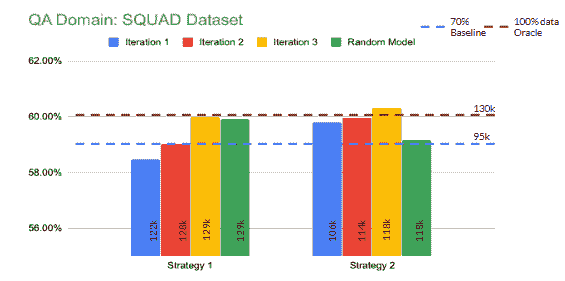 QA Domain: SQUAD Dataset
70% Baseline
100% data Oracle
Iteration 1 Iteration 2 Iteration 3 Random Model
62.00%
60.00%
58.00%
56.00%
130k
95k
122k 128k 129k 129k
106k 114k 118k 118k
Strategy 1 Strategy 2